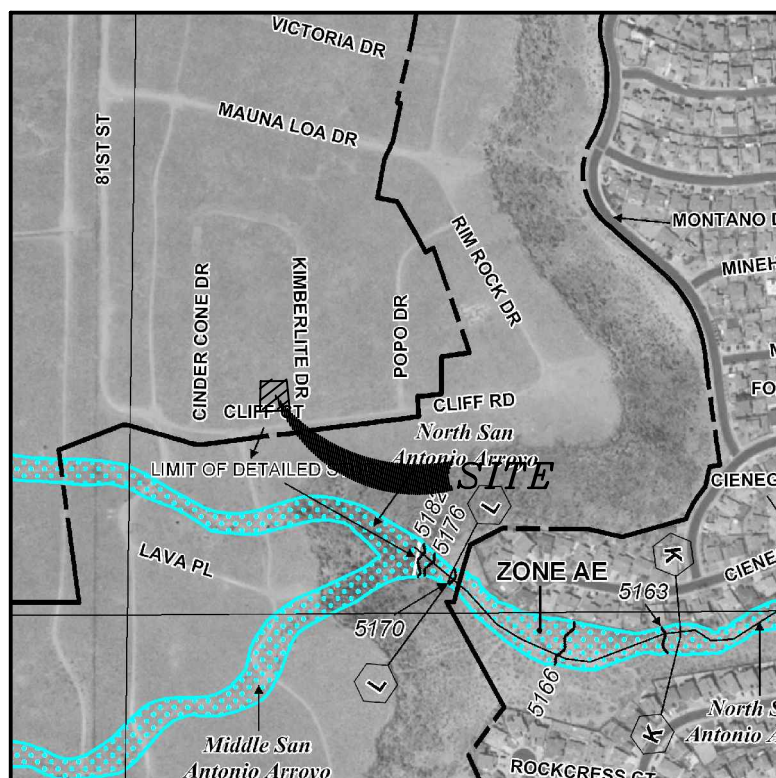 VICTORIA DR
MAUNA LOA DR
81ST ST
MONTANO
RIM ROCK DR
MINEH
KIMBERLITE DR
CINDER CONE DR
POPO DR
FO
CLIFF RD
CLIFF CT
North San
Antonio Arroyo
LIMIT OF DETAILED
SITE
CIENEG
5182
5176
L
LAVA PL
ZONE AE
K
CIENE
5163
5170
L
5166
K
North S
Antonio A
Middle San
Antonio Arroyo
ROCKCRESS CT